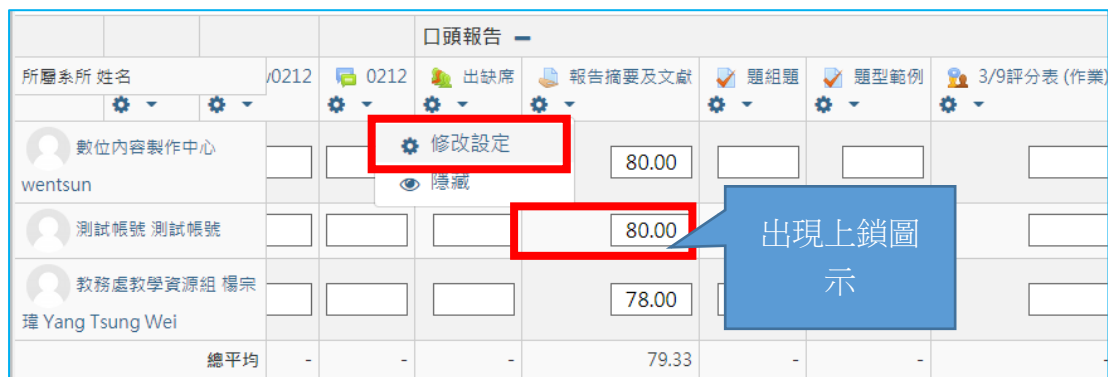 口頭報告
所屬系所 姓名 /0212 0212 出缺席 報告摘要及文獻 題組題 題型範例 3/9評分表 (作業)
數位內容製作中心
wentsun
修改設定
隱藏
80.00
測試帳號 測試帳號
80.00
出現上鎖圖
示
教務處教學資源組 楊宗
瑋 Yang Tsung Wei
78.00
總平均 - - - 79.33 - - -